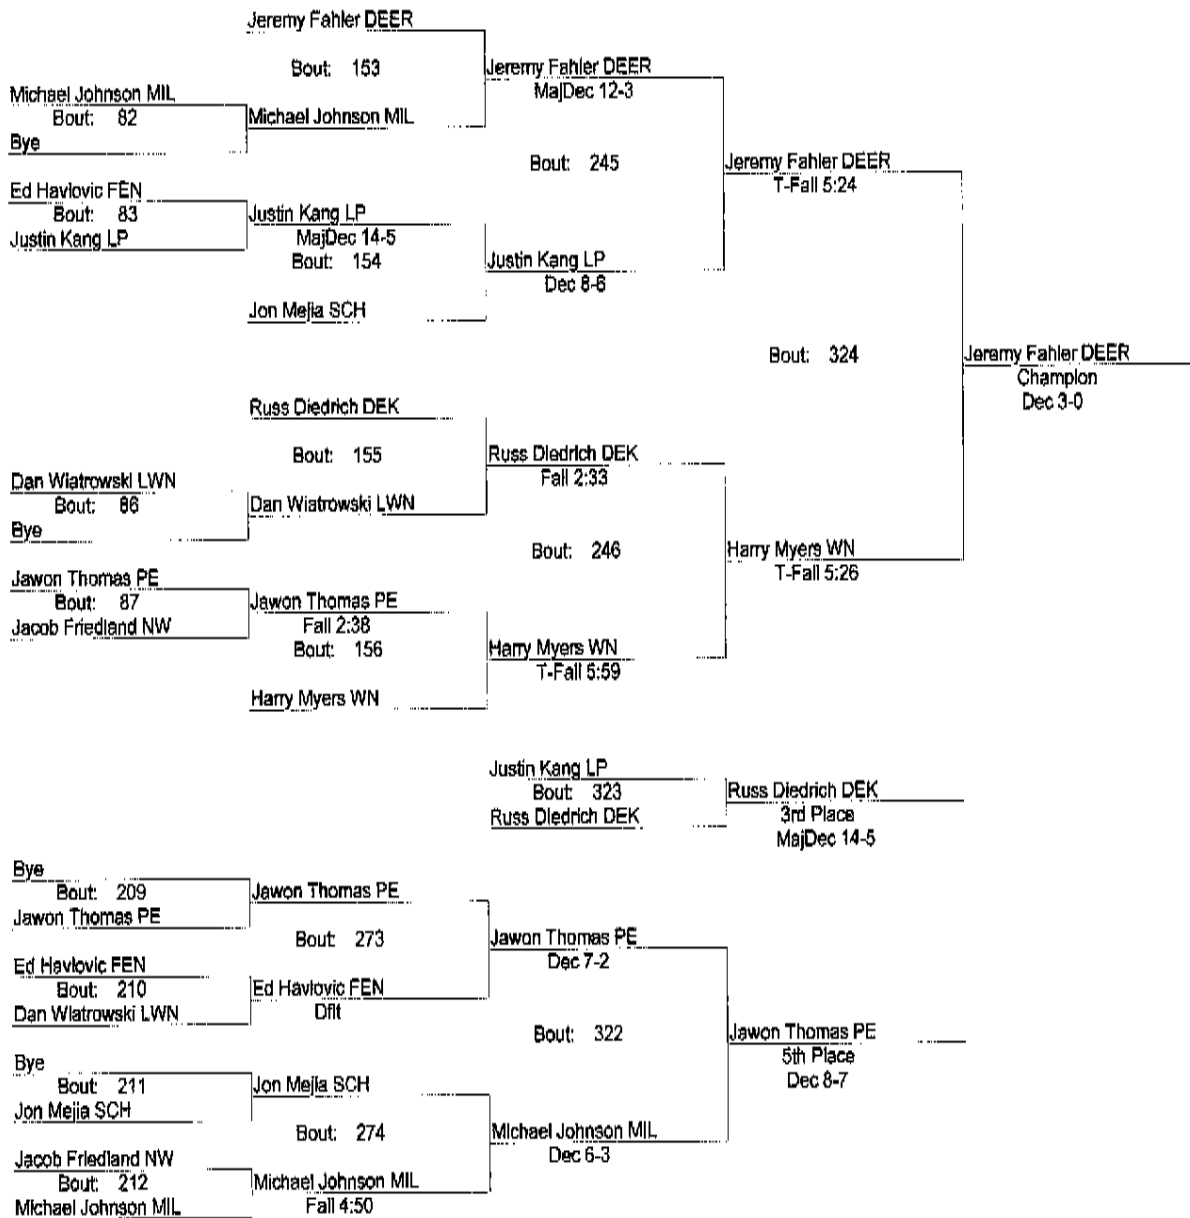 Jeremy Fahler DEER
Bout: 153
Jeremy Fahler DEER
MajDec 12-3
Michael Johnson MIL
Bout: 82
Michael Johnson MIL
Bye
Bout: 245
Jeremy Fahler DEER
T-Fall 5:24
Ed Havlovic FEN
Bout: 83
Justin Kang LP
Justin Kang LP
MajDec 14-5
Bout: 154
Justin Kang LP
Dec 8-6
Jon Mejia SCH
Bout: 324
Jeremy Fahler DEER
Champion
Dec 3-0
Russ Diedrich DEK
Bout: 155
Russ Diedrich DEK
Fall 2:33
Dan Wiatrowski LWN
Bout: 86
Dan Wiatrowski LWN
Bye
Bout: 246
Harry Myers WN
T-Fall 5:26
Jawon Thomas PE
Bout: 87
Jacob Friedland NW
Jawon Thomas PE
Fall 2:38
Bout: 156
Harry Myers WN
T-Fall 5:59
Harry Myers WN
Justin Kang LP
Bout: 323
Russ Diedrich DEK
Russ Diedrich DEK
3rd Place
MajDec 14-5
Bye
Bout: 209
Jawon Thomas PE
Jawon Thomas PE
Bout: 273
Jawon Thomas PE
Dec 7-2
Ed Havlovic FEN
Bout: 210
Dan Wiatrowski LWN
Ed Havlovic FEN
Dflt
Bout: 322
Jawon Thomas PE
5th Place
Dec 8-7
Bye
Bout: 211
Jon Mejia SCH
Jon Mejia SCH
Bout: 274
Michael Johnson MIL
Dec 6-3
Jacob Friedland NW
Bout: 212
Michael Johnson MIL
Michael Johnson MIL
Fall 4:50